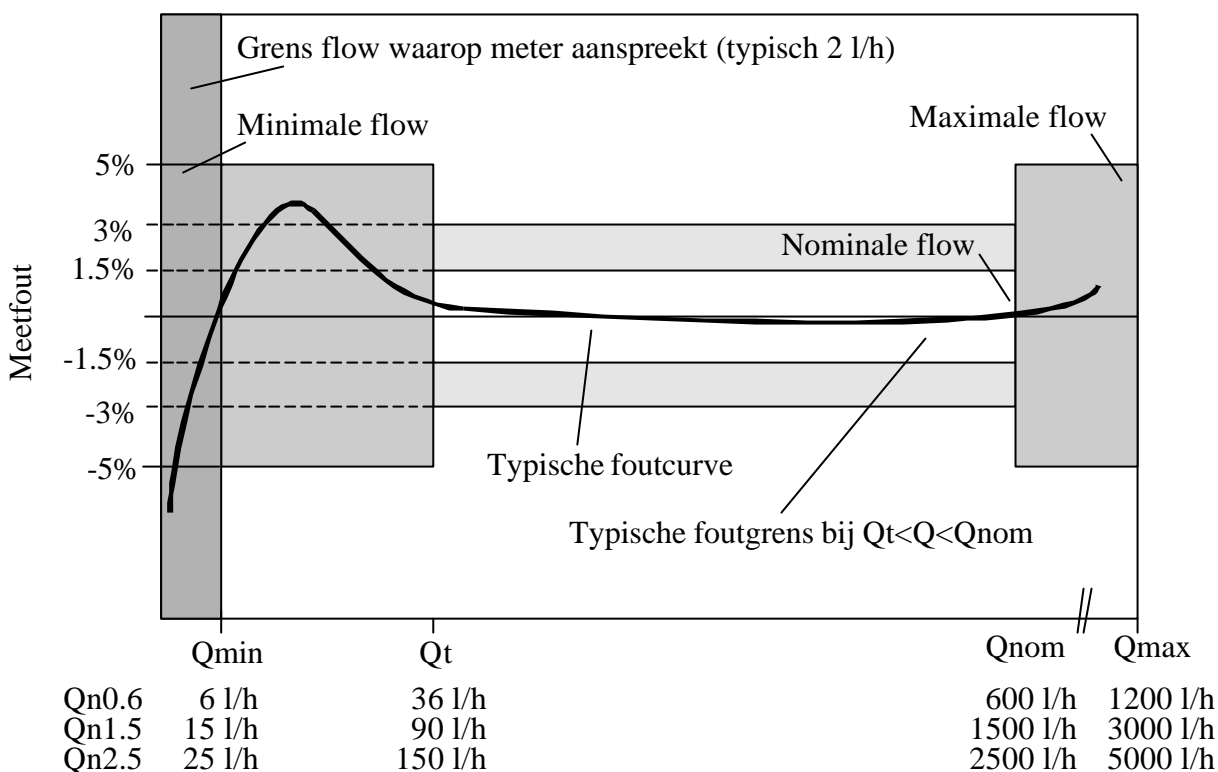 Grens flow waarop meter aanspreekt (typisch 2 l/h)
Minimale flow
Maximale flow
5%
3%
Nominale flow
1.5%
Meetfout
-1.5%
-3%
-5%
Typische foutcurve
Typische foutgrens bij Qt<Q<Qnom
Qmin Qt Qnom Qmax
Qn0.6 6 l/h 36 l/h 600 l/h 1200 l/h
Qn1.5 15 l/h 90 l/h 1500 l/h 3000 l/h
Qn2.5 25 l/h 150 l/h 2500 l/h 5000 l/h